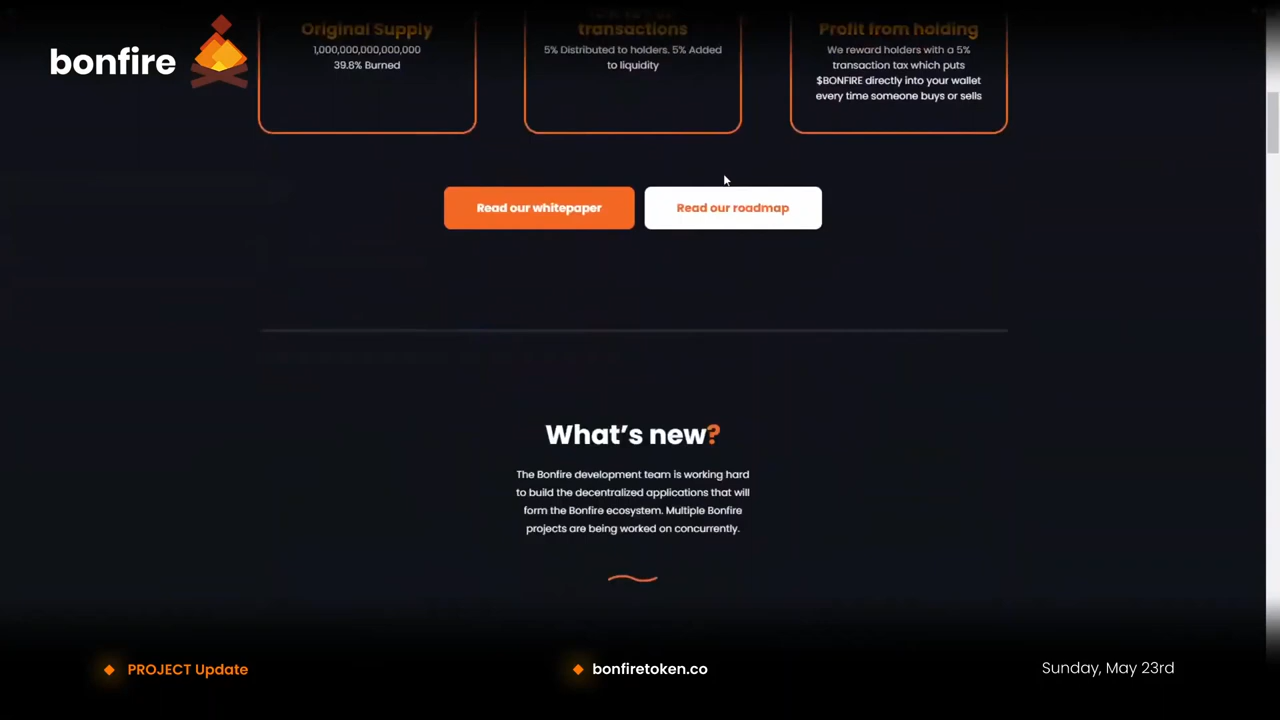 bonfire
Original Supply
1,000,000,000,000,000
39.8% Burned
transactions
5% Distributed to holders. 5% Added
to liquidity
Profit from holding
We reward holders with a 5%
transaction tax which puts
$BONFIRE directly into your wallet
every time someone buys or sells
Read our whitepaper
Read our roadmap
What's new?
The Bonfire development team is working hard
to build the decentralized applications that will
form the Bonfire ecosystem. Multiple Bonfire
projects are being worked on concurrently.
PROJECT Update
bonfiretoken.co
Sunday, May 23rd